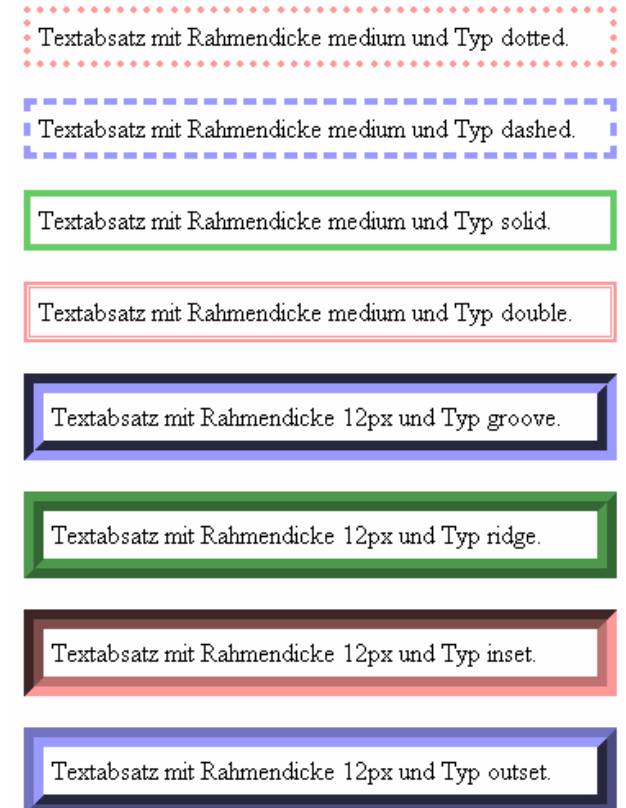 Textabsatz mit Rahmendicke medium und Typ dotted.
Textabsatz mit Rahmendicke medium und Typ dashed.
Textabsatz mit Rahmendicke medium und Typ solid.
Textabsatz mit Rahmendicke medium und Typ double.
Textabsatz mit Rahmendicke 12px und Typ groove.
Textabsatz mit Rahmendicke 12px und Typ ridge.
Textabsatz mit Rahmendicke 12px und Typ inset.
Textabsatz mit Rahmendicke 12px und Typ outset.